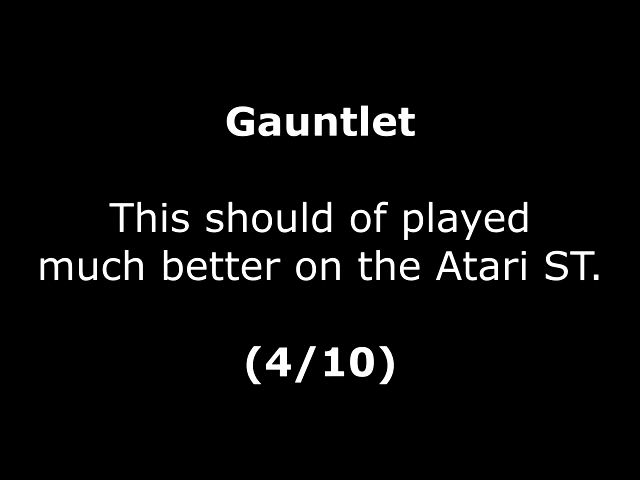 Gauntlet
This should of played
much better on the Atari ST.
(4/10)